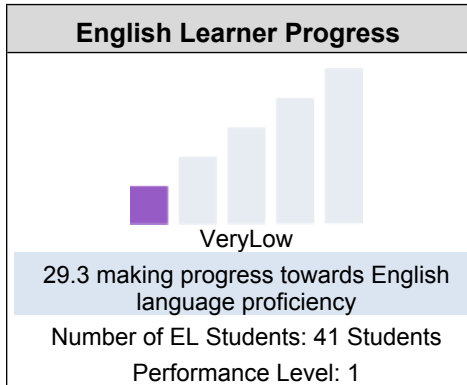 English Learner Progress
VeryLow
29.3 making progress towards English
language proficiency
Number of EL Students: 41 Students
Performance Level: 1